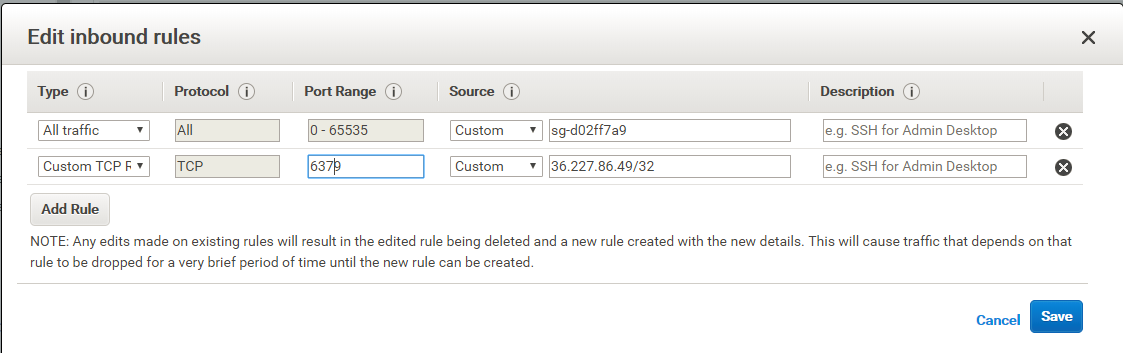 Edit inbound rules
Type Protocol Port Range Source Description
All traffic All 0 - 65535 Custom sg-d02ff7a9 e.g. SSH for Admin Desktop
Custom TCP R TCP 6379 Custom 36.227.86.49/32 e.g. SSH for Admin Desktop
Add Rule
NOTE: Any edits made on existing rules will result in the edited rule being deleted and a new rule created with the new details. This will cause traffic that depends on that
rule to be dropped for a very brief period of time until the new rule can be created.
Cancel Save